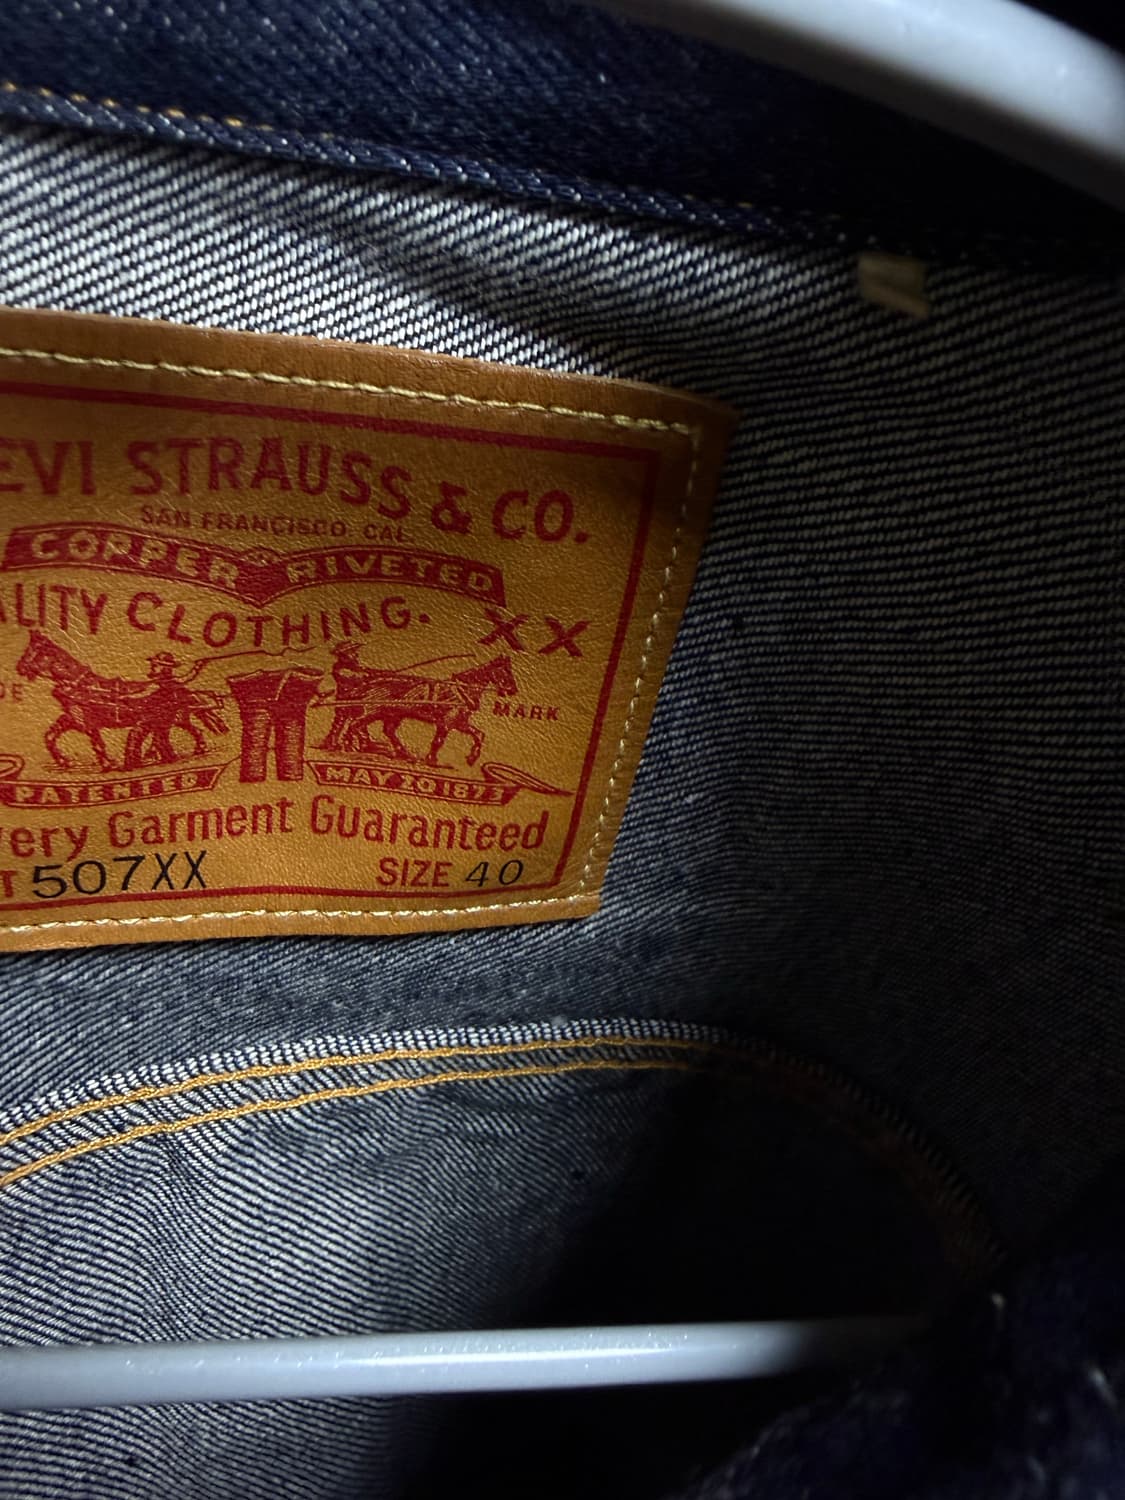 EVI STRAUSS & CO.
SAN FRANCISCO. CAL.
COPPER RIVETED
ALITY CLOTHING. XX
DE MARK
PATENTED MAY 20 1873
very Garment Guaranteed
T 507XX SIZE 40